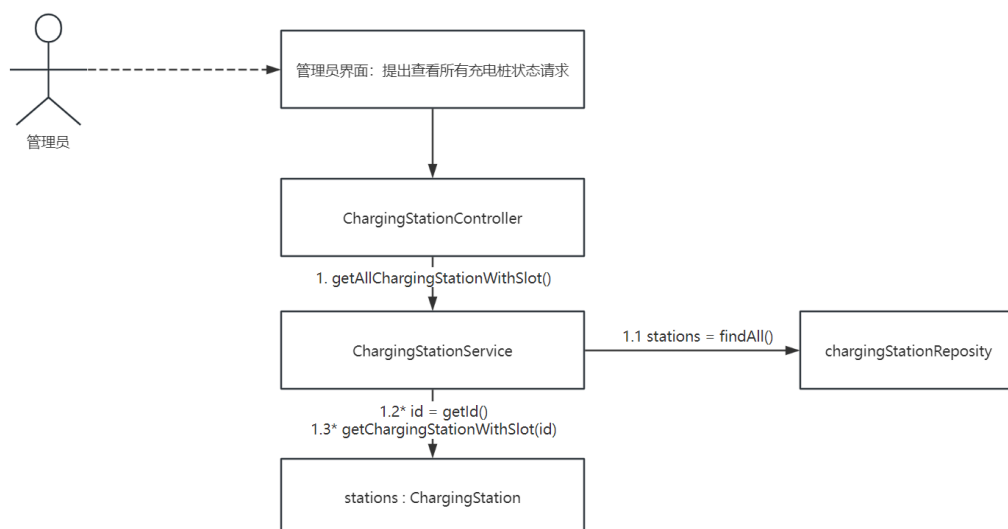 管理员界面：提出查看所有充电桩状态请求
管理员
ChargingStationController
1. getAllChargingStationWithSlot()
ChargingStationService
1.1 stations = findAll()
chargingStationReposity
1.2* id = getId()
1.3* getChargingStationWithSlot(id)
stations : ChargingStation